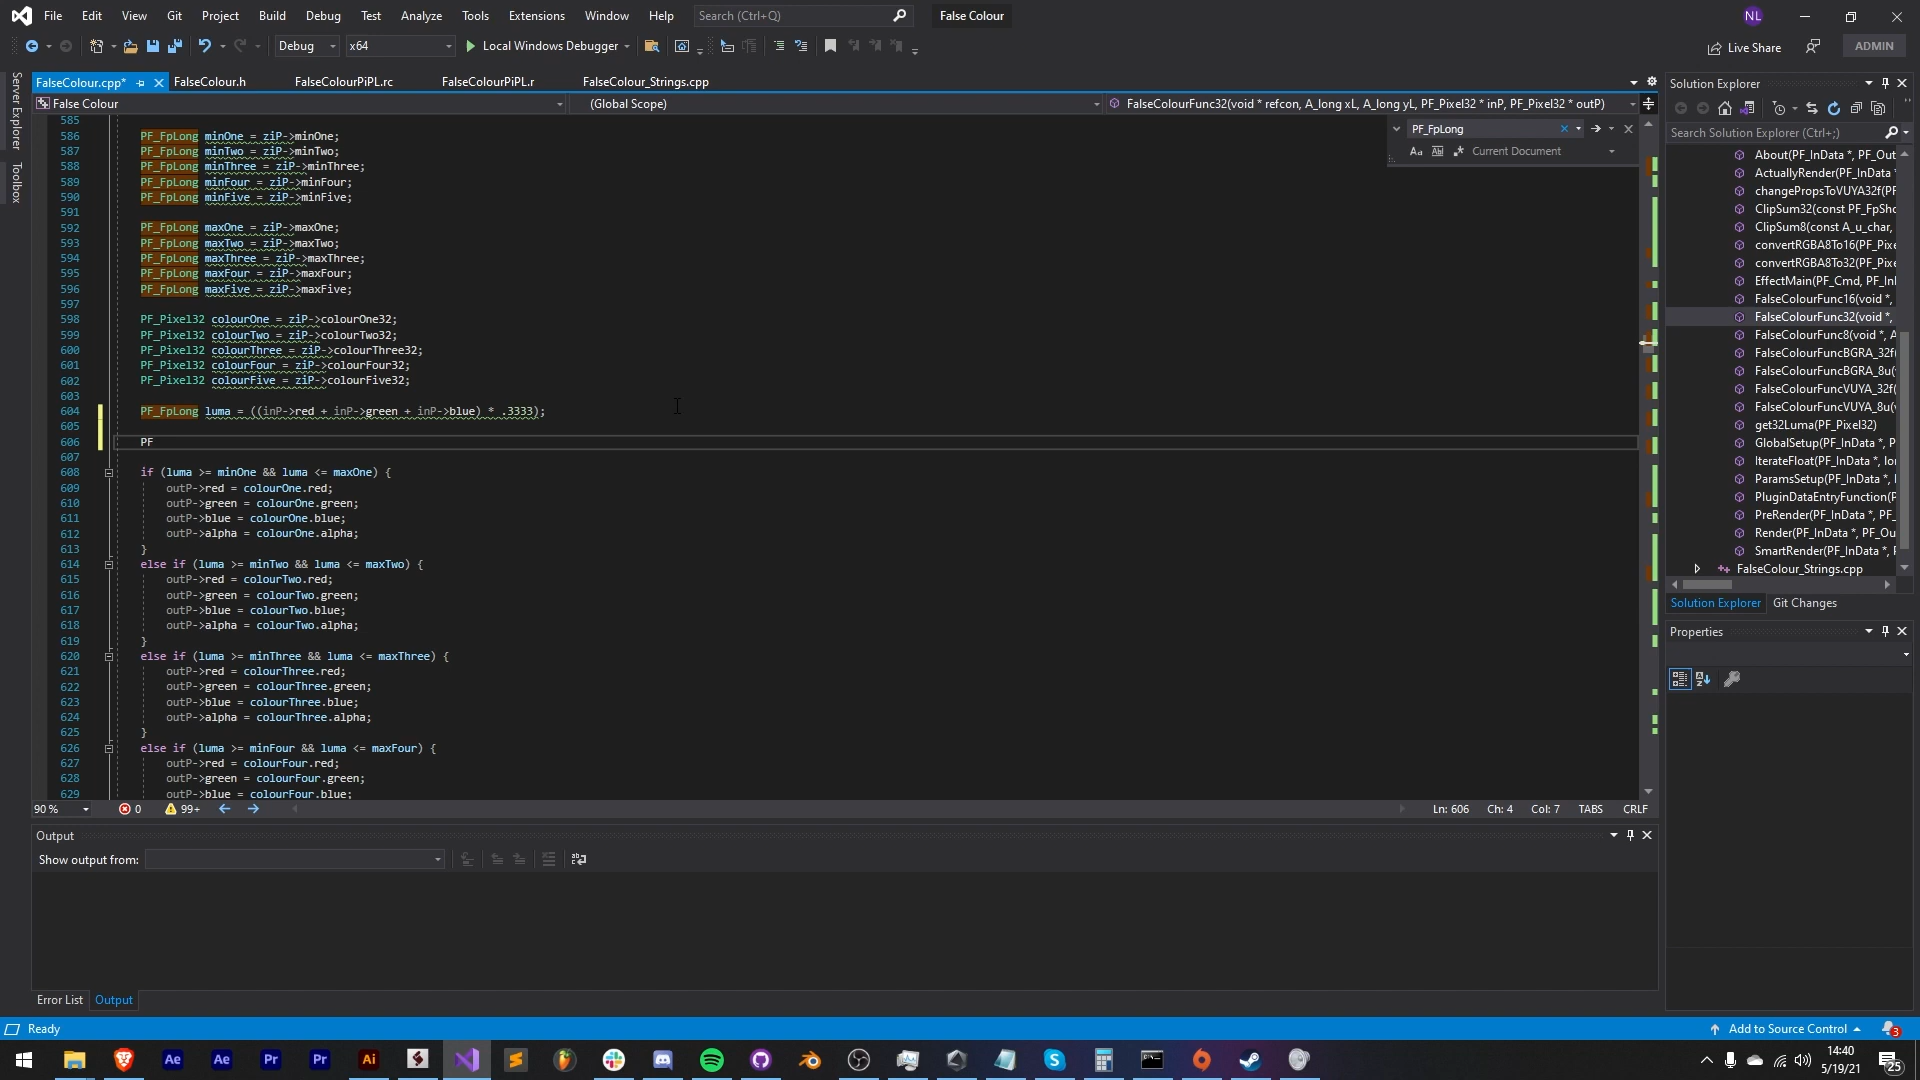 File Edit View Git Project Build Debug Test Analyze Tools Extensions Window Help Search (Ctrl+Q) False Colour NL
Debug x64 Local Windows Debugger Live Share ADMIN
Server Explorer
Toolbox
FalseColour.cpp* FalseColour.h FalseColourPiPL.rc FalseColourPiPL.r FalseColour_Strings.cpp
False Colour (Global Scope) FalseColourFunc32(void * refcon, A_long xL, A_long yL, PF_Pixel32 * inP, PF_Pixel32 * outP)
PF_FpLong
Aa Ab Current Document
585
586 PF_FpLong minOne = ziP->minOne;
587 PF_FpLong minTwo = ziP->minTwo;
588 PF_FpLong minThree = ziP->minThree;
589 PF_FpLong minFour = ziP->minFour;
590 PF_FpLong minFive = ziP->minFive;
591
592 PF_FpLong maxOne = ziP->maxOne;
593 PF_FpLong maxTwo = ziP->maxTwo;
594 PF_FpLong maxThree = ziP->maxThree;
595 PF_FpLong maxFour = ziP->maxFour;
596 PF_FpLong maxFive = ziP->maxFive;
597
598 PF_Pixel32 colourOne = ziP->colourOne32;
599 PF_Pixel32 colourTwo = ziP->colourTwo32;
600 PF_Pixel32 colourThree = ziP->colourThree32;
601 PF_Pixel32 colourFour = ziP->colourFour32;
602 PF_Pixel32 colourFive = ziP->colourFive32;
603
604 PF_FpLong luma = ((inP->red + inP->green + inP->blue) * .3333);
605
606 PF
607
608 if (luma >= minOne && luma <= maxOne) {
609 outP->red = colourOne.red;
610 outP->green = colourOne.green;
611 outP->blue = colourOne.blue;
612 outP->alpha = colourOne.alpha;
613 }
614 else if (luma >= minTwo && luma <= maxTwo) {
615 outP->red = colourTwo.red;
616 outP->green = colourTwo.green;
617 outP->blue = colourTwo.blue;
618 outP->alpha = colourTwo.alpha;
619 }
620 else if (luma >= minThree && luma <= maxThree) {
621 outP->red = colourThree.red;
622 outP->green = colourThree.green;
623 outP->blue = colourThree.blue;
624 outP->alpha = colourThree.alpha;
625 }
626 else if (luma >= minFour && luma <= maxFour) {
627 outP->red = colourFour.red;
628 outP->green = colourFour.green;
629 outP->blue = colourFour.blue;
90 % 0 99+ Ln: 606 Ch: 4 Col: 7 TABS CRLF
Output
Show output from:
Error List Output
Solution Explorer
Search Solution Explorer (Ctrl+;)
About(PF_InData *, PF_Out
ActuallyRender(PF_InData *
changePropsToVUYA32f(PF
ClipSum32(const PF_FpSho
ClipSum8(const A_u_char,
convertRGBA8To16(PF_Pixe
convertRGBA8To32(PF_Pixe
EffectMain(PF_Cmd, PF_InI
FalseColourFunc16(void *,
FalseColourFunc32(void *,
FalseColourFunc8(void *, A
FalseColourFuncBGRA_32f(
FalseColourFuncBGRA_8u(
FalseColourFuncVUYA_32f(
FalseColourFuncVUYA_8u(v
get32Luma(PF_Pixel32)
GlobalSetup(PF_InData *, P
IterateFloat(PF_InData *, lor
ParamsSetup(PF_InData *, I
PluginDataEntryFunction(P
PreRender(PF_InData *, PF_
Render(PF_InData *, PF_Ou
SmartRender(PF_InData *, F
FalseColour_Strings.cpp
Solution Explorer Git Changes
Properties
Ready Add to Source Control 3
Ae Ae Pr Pr Ai
14:40
5/19/21
25